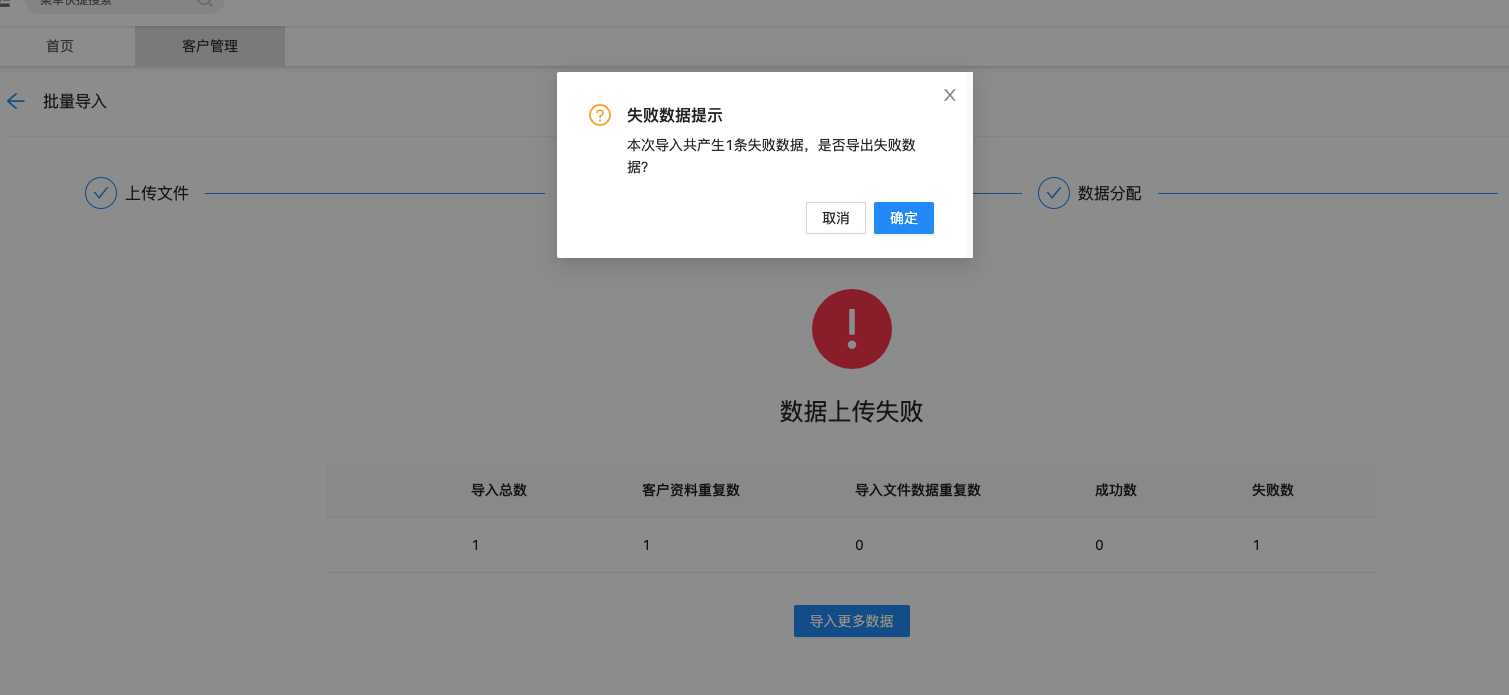 菜单快捷搜索
首页
客户管理
批量导入
失败数据提示
本次导入共产生1条失败数据，是否导出失败数
据?
取消
确定
上传文件
数据分配
数据上传失败
导入总数 客户资料重复数 导入文件数据重复数 成功数 失败数
1 1 0 0 1
导入更多数据